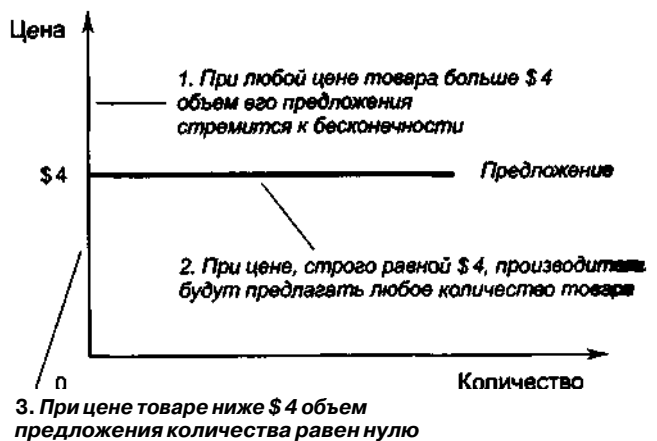 Цена
1. При любой цене товара больше $4
объем его предложения
стремится к бесконечности
$4
Предложение
2. При цене, строго равной $4, производители
будут предлагать любое количество товара
0
Количество
3. При цене товаре ниже $4 объем
предложения количества равен нулю